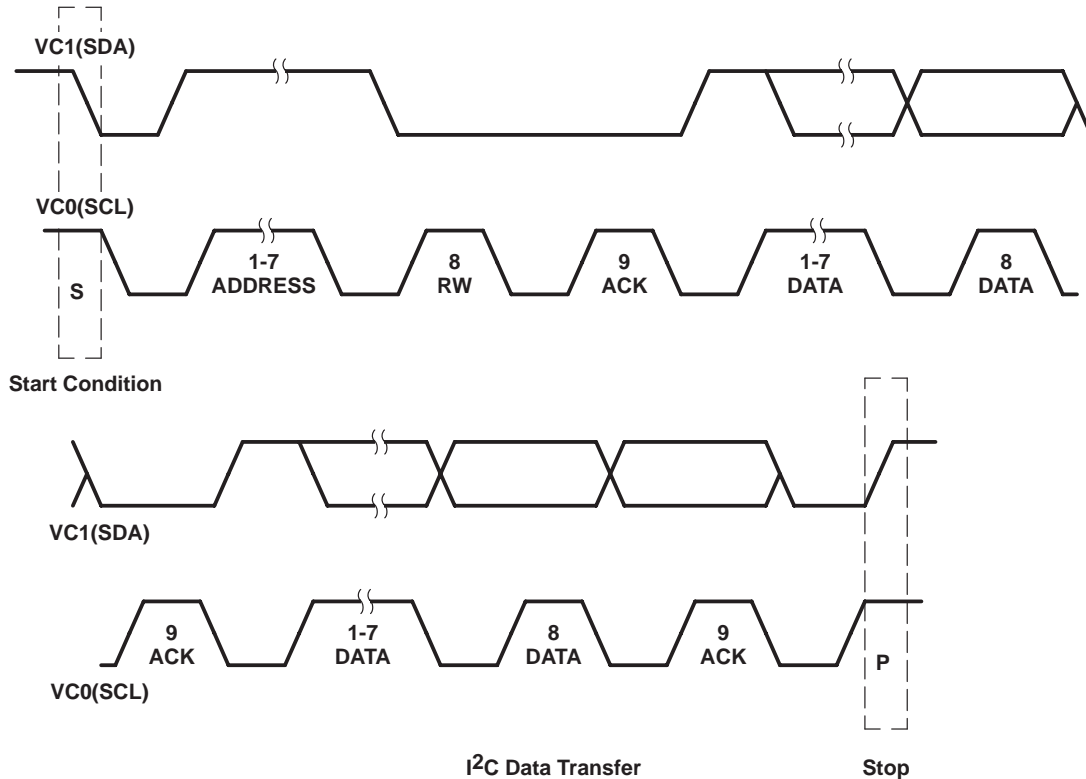 VC1(SDA)
VC0(SCL)
S
1-7
ADDRESS
8
RW
9
ACK
1-7
DATA
8
DATA
Start Condition
VC1(SDA)
9
ACK
1-7
DATA
8
DATA
9
ACK
P
VC0(SCL)
I2C Data Transfer
Stop